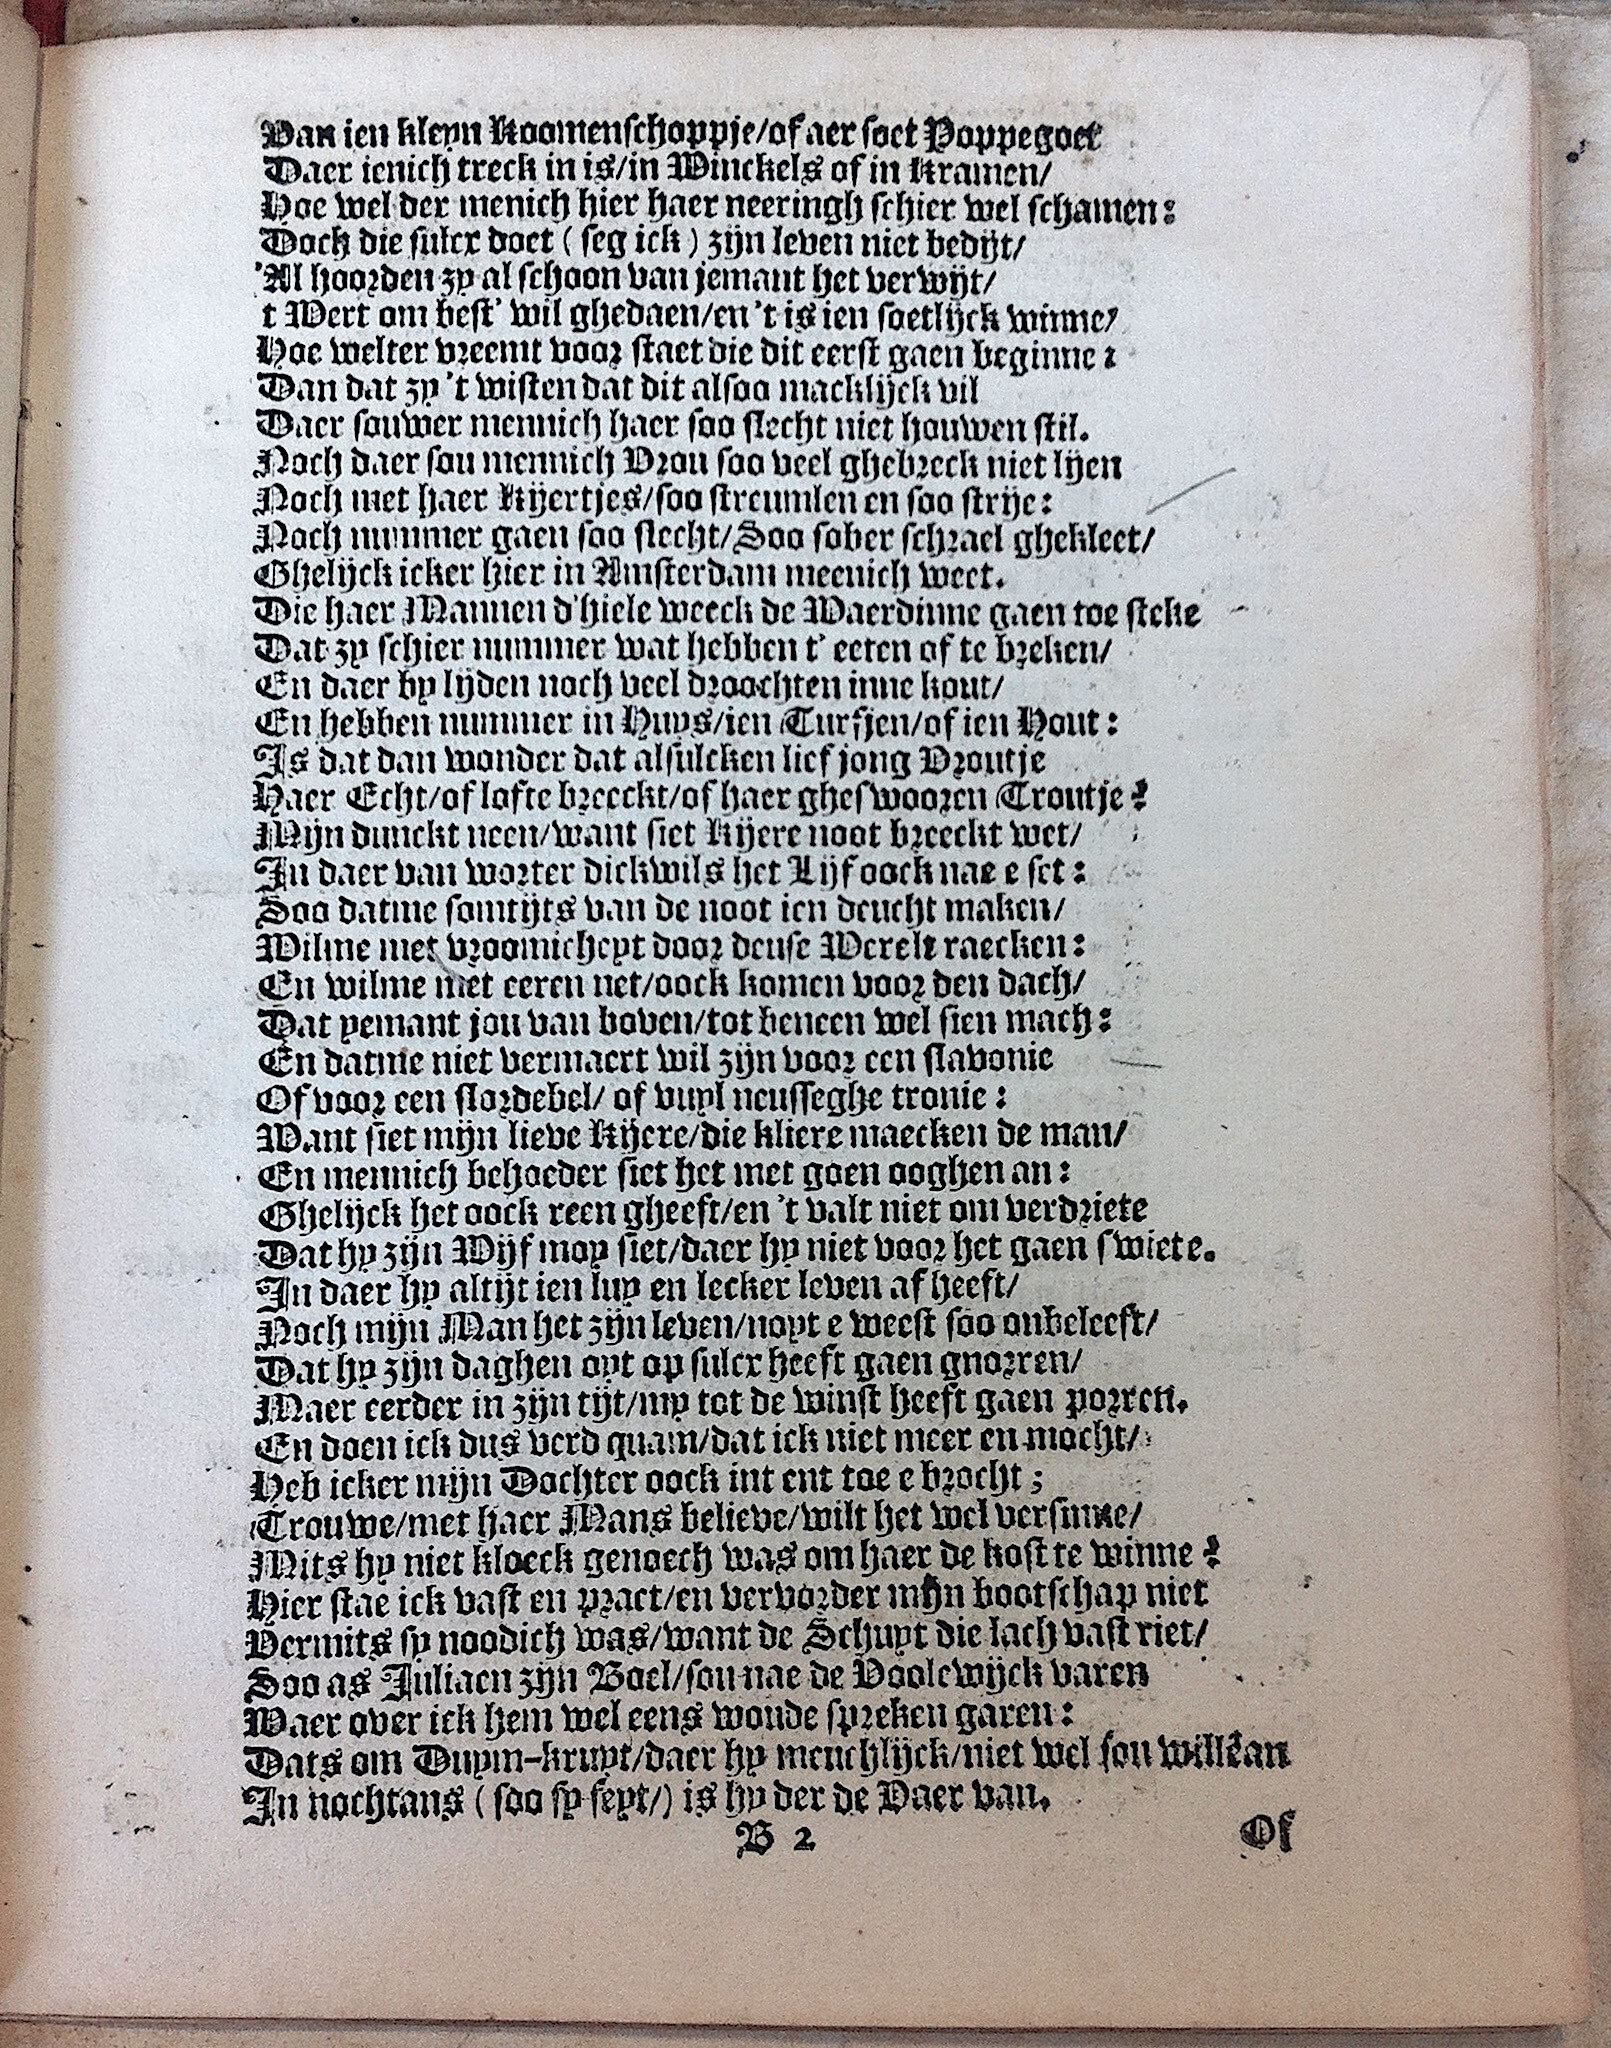 Van ien kleyn Koomenschoppje/of aer soet Poppegoet
Daer ienich treck in is/in Winckels of in Kramen/
Hoe wel der menich hier haer neeringh schier wel schamen:
Doch die sulcx doet ( seg ick ) zijn leven niet bedijt/
'Al hoorden zy al schoon van jemant het verwijt/
't Wert om best' wil ghedaen/en 't is ien soetlijck winne/
Hoe welter vreemt voor staet die dit eerst gaen beginne:
Dan dat zy 't wisten dat dit alsoo macklijck vil
Daer souwer mennich haer soo slecht niet houwen stil.
Noch daer sou mennich Vrou soo veel ghebreck niet lijen
Noch met haer Kijertjes/soo streumlen en soo strije:
Noch nummer gaen soo slecht/Soo sober schrael ghekleet/
Ghelijck icker hier in Amsterdam meenich weet.
Die haer Mannen d'hiele weeck de Waerdinne gaen toe steke
Dat zy schier nummer wat hebben t' eeten of te breken/
En daer by lijden noch veel droochten inne kout/
En hebben nummer in Huys/ien Turfjen/of ien Hout:
Is dat dan wonder dat alsulcken lief jong Vroutje
Haer Echt/of lofte breeckt/of haer gheswooren Troutje?
Mijn dunckt neen/want siet Kijere noot breeckt wet/
In daer van worter dickwils het Lijf oock nae e set:
Soo datme somtijts van de noot ien deucht maken/
Wilme met vroomicheyt door deuse Werelt raecken:
En wilme met eeren net/oock komen voor den dach/
Dat yemant jou van boven/tot beneen wel sien mach:
En datme niet vermaert wil zijn voor een slavonie
Of voor een slordebel/ of vuyl neusseghe tronie:
Want siet mijn lieve Kijere/die kliere maecken de man/
En mennich behoeder siet het met goen ooghen an:
Ghelijck het oock reen gheeft/en 't valt niet om verdriete
Dat hy zijn Wijf moy siet/daer hy niet voor het gaen swiete.
In daer hy altijt ien luy en lecker leven af heeft/
Noch mijn Man het zijn leven/noyt e weest soo onbeleeft/
Dat hy zijn daghen oyt op sulcx heeft gaen gnorren/
Maer eerder in zijn tijt/my tot de winst heeft gaen porren.
En doen ick dus verd quam/dat ick niet meer en mocht/
Heb icker mijn Dochter oock int ent toe e brocht;
Trouwe/met haer Mans believe/wilt het wel versinne/
Mits hy niet kloeck genoech was om haer de kost te winne?
Hier stae ick vast en pract/en vervorder mijn bootschap niet
Vermits sy noodich was/want de Schuyt die lach vast riet/
Soo as Juliaen zijn Boel/sou nae de Voolewijck varen
Waer over ick hem wel eens woude spreken garen:
Dats om Duym-kruyt/daer hy meuchlijck/niet wel sou willē an
In nochtans ( soo sy seyt/) is hy der de Vaer van.
B 2
Of